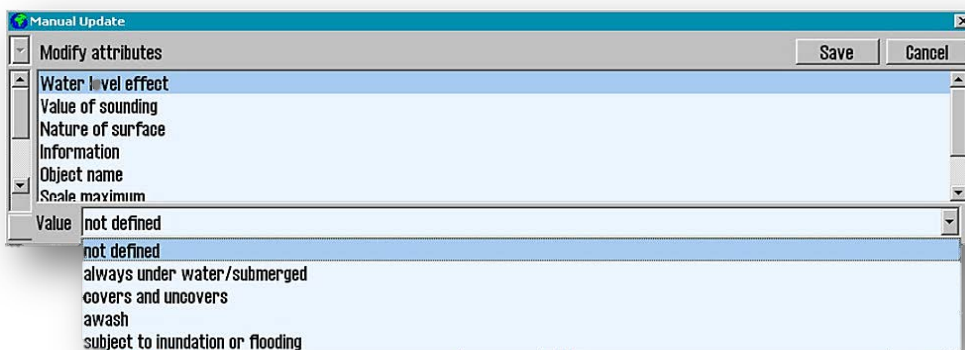 Manual Update
Modify attributes
Save
Cancel
Water level effect
Value of sounding
Nature of surface
Information
Object name
Scale maximum
Value
not defined
not defined
always under water/submerged
covers and uncovers
awash
subject to inundation or flooding